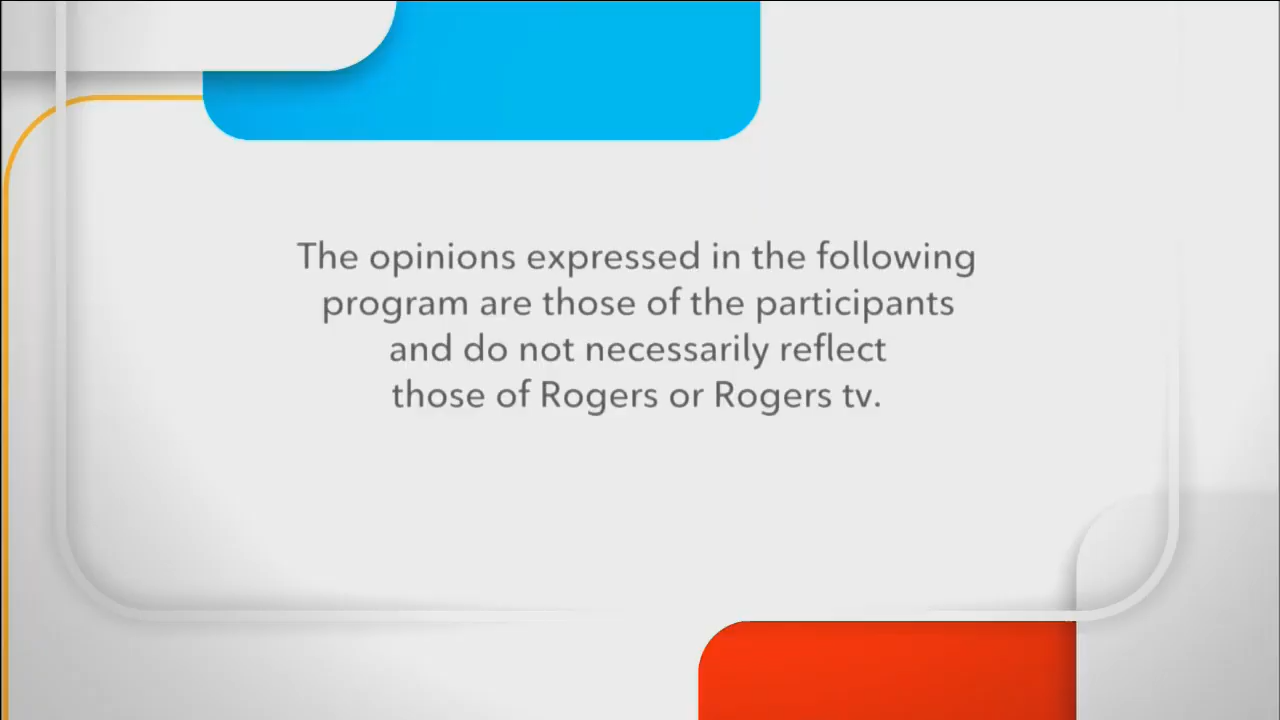 The opinions expressed in the following
program are those of the participants
and do not necessarily reflect
those of Rogers or Rogers tv.